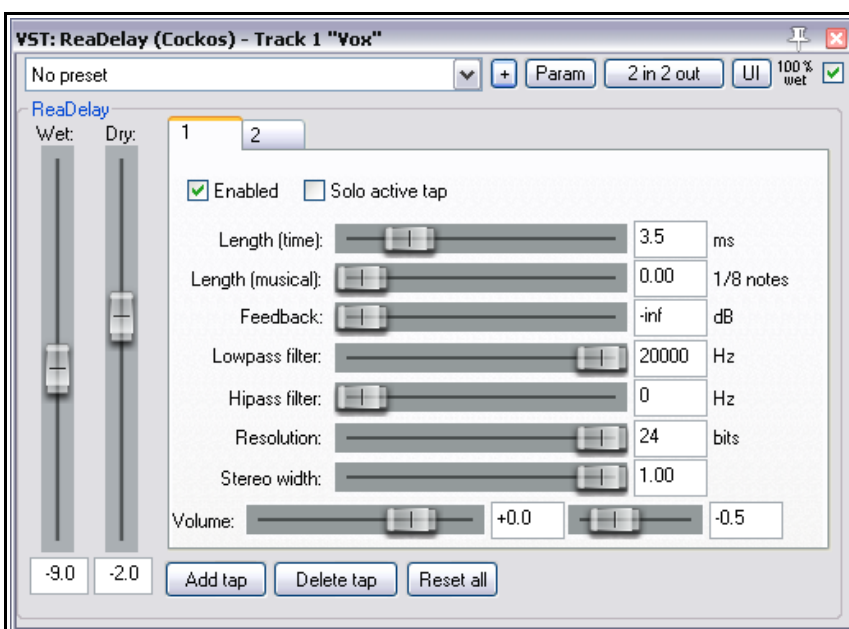 VST: ReaDelay (Cockos) - Track 1 "Vox"
No preset + Param 2 in 2 out UI 100% wet
ReaDelay
Wet: Dry: 1 2
Enabled Solo active tap
Length (time): 3.5 ms
Length (musical): 0.00 1/8 notes
Feedback: -inf dB
Lowpass filter: 20000 Hz
Hipass filter: 0 Hz
Resolution: 24 bits
Stereo width: 1.00
Volume: +0.0 -0.5
-9.0 -2.0 Add tap Delete tap Reset all